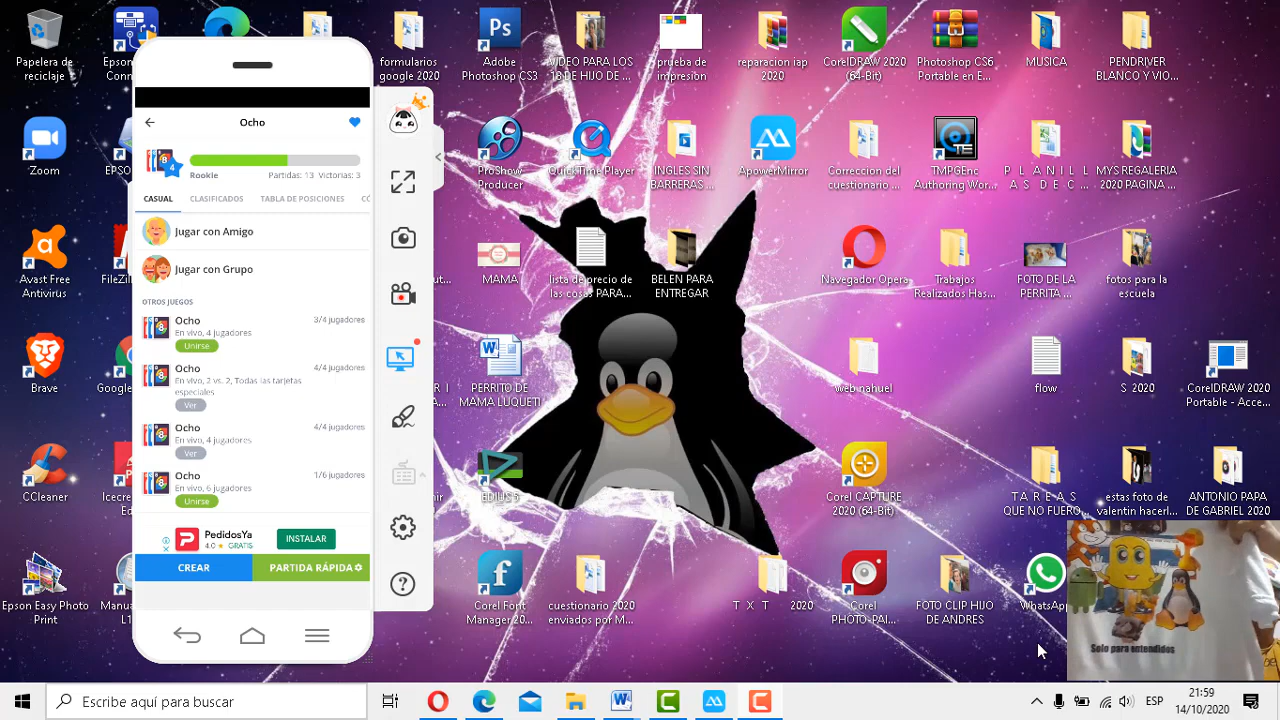 Papelera de
reciclaje
formularios
google 2020
Ps
Adobe
Photoshop CS3
VIDEO PARA LOS
18 DE HIJO DE ...
prueba de
impresion
reparacion iap
2020
CorelDRAW 2020
(64-Bit)
Photoshop CS6
Portable en E...
MUSICA
PENDRIVER
BLANCO Y VIO...
Zoom
ProShow
Producer
QuickTime Player
INGLES SIN
BARRERAS ...
ApowerMirror
Correccion del
cuestionario ...
TMPGEnc
Authoring Wor...
P L A N I L L
A S D E C ...
MYS REGALERIA
2020 PAGINA ...
Avast Free
Antivirus
MAMA
lista de precio de
las cosas PARA...
BELEN PARA
ENTREGAR
Navegador Opera
Trabajos
Realizados Has...
FOTO DE LA
PERRITA ...
fotos para la
escuela
Brave
PERRITO DE
MAMA LUQUETI
web nahuel
flow
S 2020
CorelDRAW 2020
Portable - Acce...
CCleaner
EDIUS 6
Corel CAPTURE
2020 (64-Bit)
T A R E A S
QUE NO FUERO...
estas foto de
valentin hacerl...
ANTONIO PAPA
DE GABRIEL 2020
Epson Easy Photo
Print
Corel Font
Manager 20...
cuestionario 2020
enviados por M...
T X T 2020
Corel
PHOTO-PAI...
FOTO CLIP HIJO
DE ANDRES
WhatsApp
Solo para entendidos
Ocho
4
Rookie
Partidas: 13 Victorias: 3
CASUAL CLASIFICADOS TABLA DE POSICIONES CÓ
Jugar con Amigo
Jugar con Grupo
OTROS JUEGOS
Ocho
3/4 jugadores
En vivo, 4 jugadores
Unirse
Ocho
4/4 jugadores
En vivo, 2 vs. 2, Todas las tarjetas
especiales
Ver
Ocho
4/4 jugadores
En vivo, 4 jugadores
Ver
Ocho
1/6 jugadores
En vivo, 6 jugadores
Unirse
PedidosYa
4.0 ★ GRATIS
INSTALAR
CREAR
PARTIDA RÁPIDA
Escribe aquí para buscar
ESP
21:59
14/10/2020